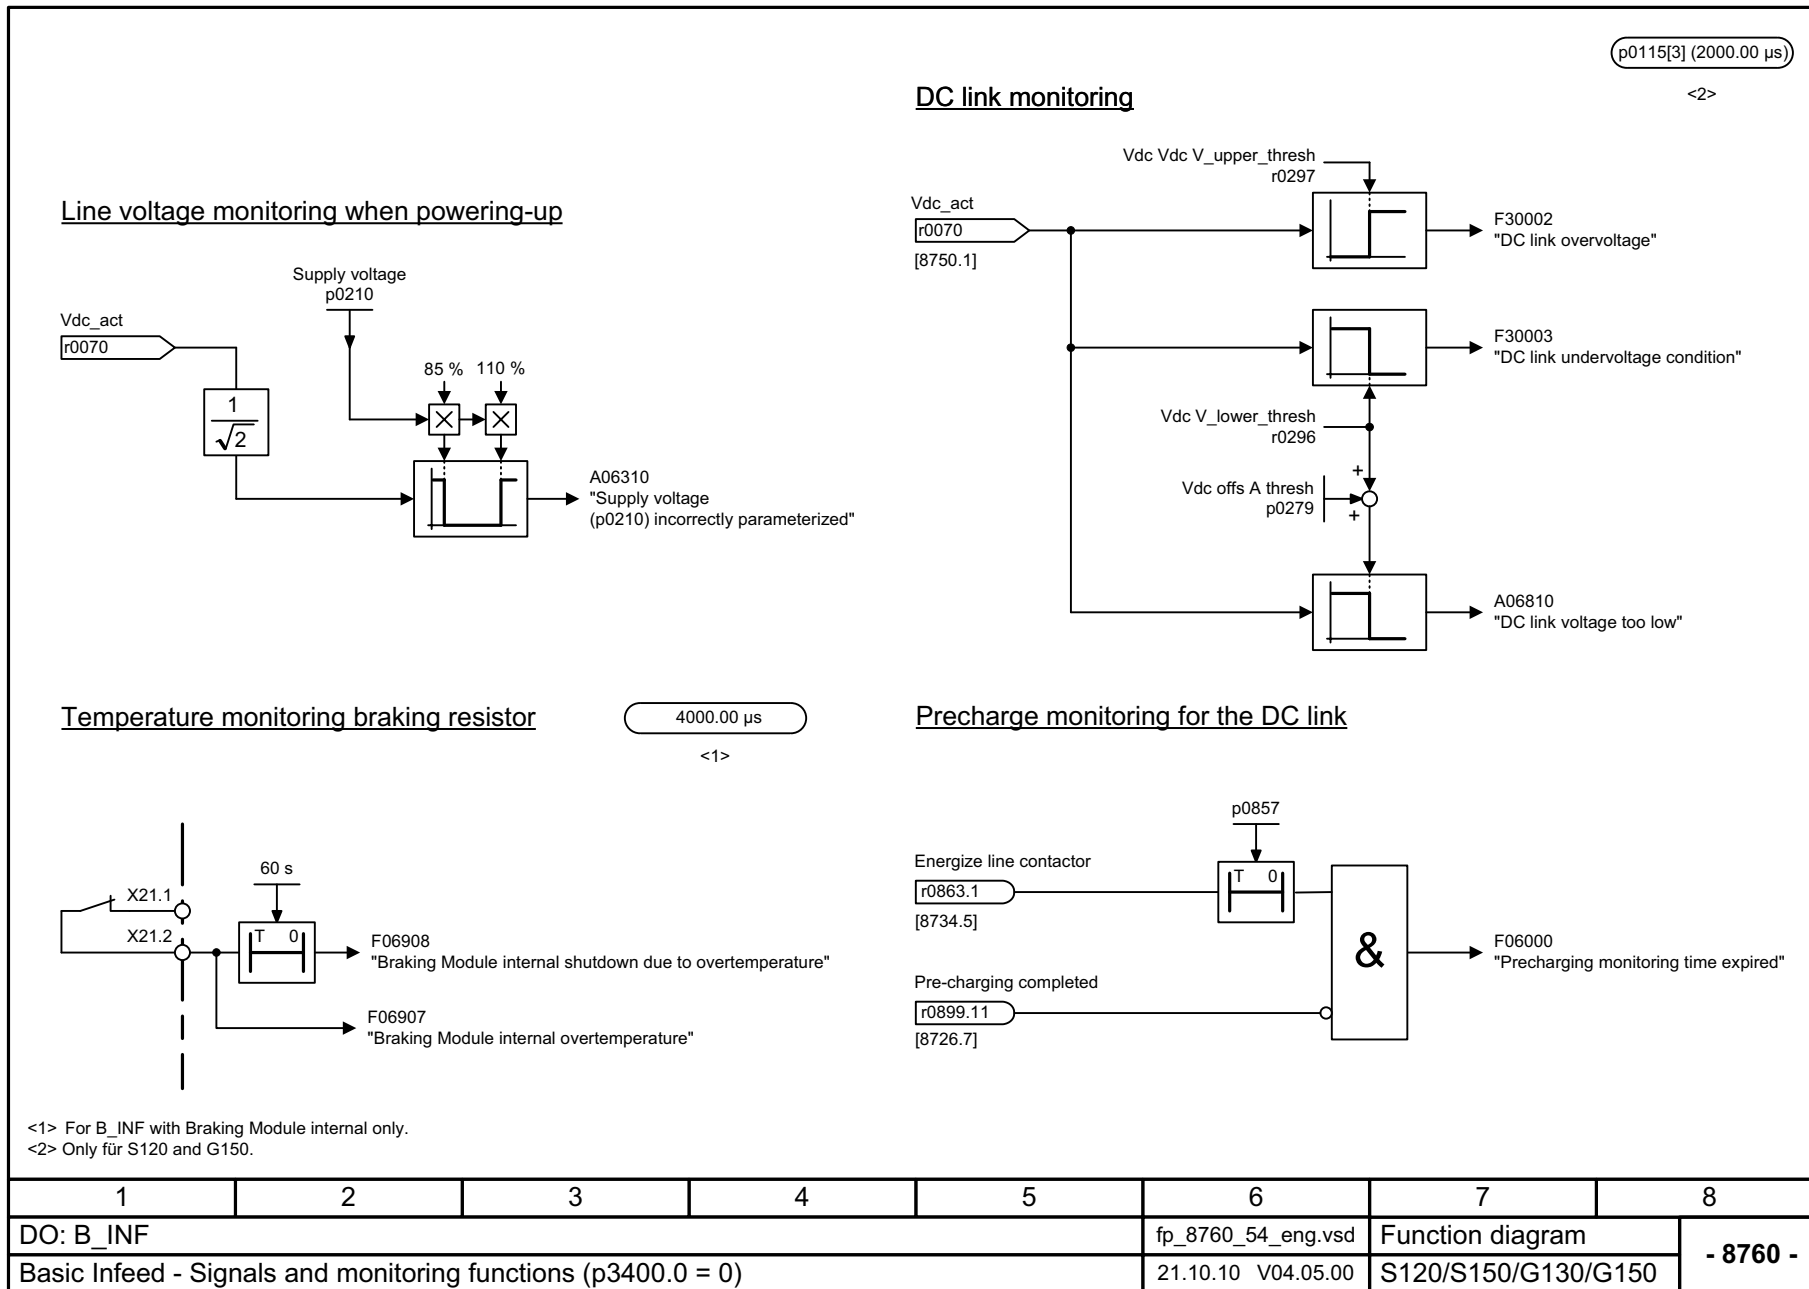 p0115[3] (2000.00 µs)
<2>
DC link monitoring
Vdc Vdc V_upper_thresh
r0297
Vdc_act
r0070
[8750.1]
F30002
"DC link overvoltage"
F30003
"DC link undervoltage condition"
Vdc V_lower_thresh
r0296
+
Vdc offs A thresh
p0279
+
A06810
"DC link voltage too low"
Line voltage monitoring when powering-up
Supply voltage
p0210
Vdc_act
r0070
85 % 110 %
1
√2
A06310
"Supply voltage
(p0210) incorrectly parameterized"
Temperature monitoring braking resistor
4000.00 µs
<1>
60 s
X21.1
X21.2
T 0
F06908
"Braking Module internal shutdown due to overtemperature"
F06907
"Braking Module internal overtemperature"
Precharge monitoring for the DC link
p0857
Energize line contactor
r0863.1
[8734.5]
T 0
&
F06000
"Precharging monitoring time expired"
Pre-charging completed
r0899.11
[8726.7]
<1> For B_INF with Braking Module internal only.
<2> Only für S120 and G150.
1 2 3 4 5 6 7 8
DO: B_INF
fp_8760_54_eng.vsd
Function diagram
- 8760 -
Basic Infeed - Signals and monitoring functions (p3400.0 = 0)
21.10.10 V04.05.00
S120/S150/G130/G150